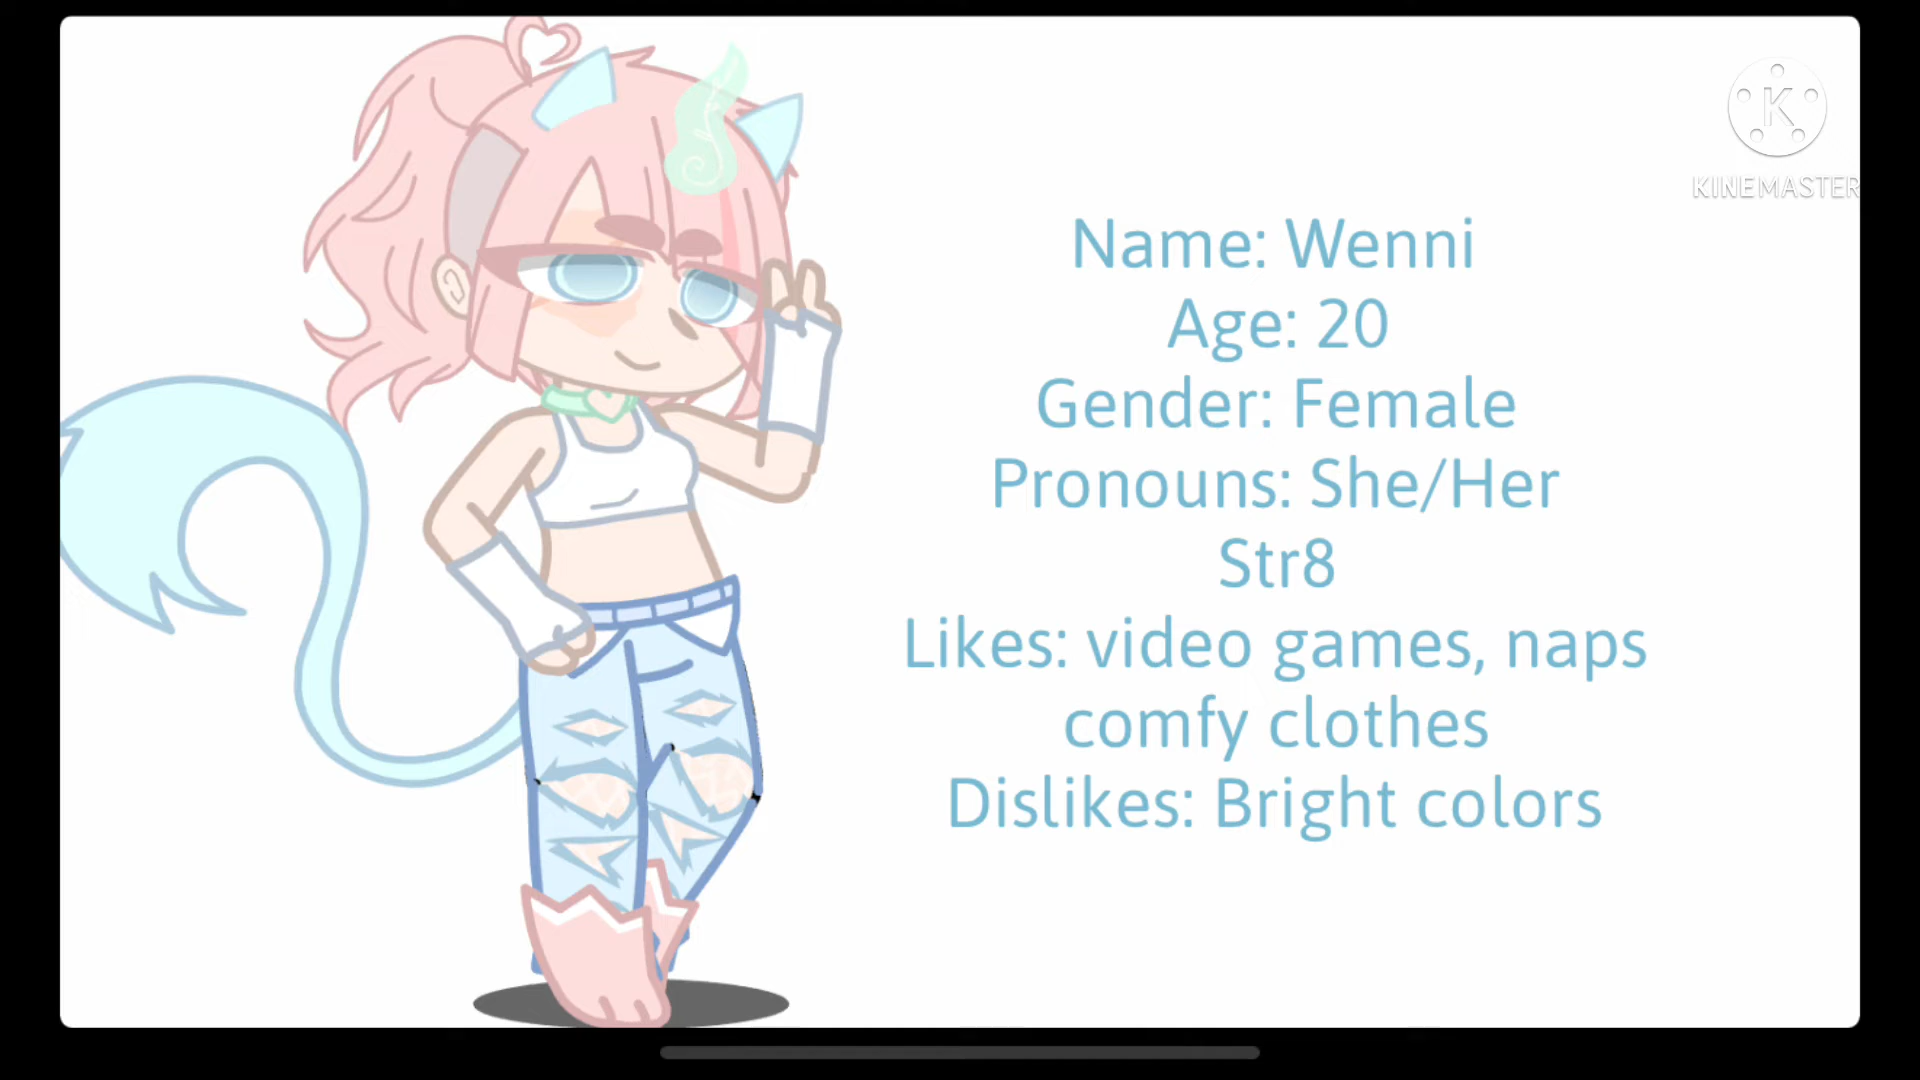 K
KINEMASTER
Name: Wenni
Age: 20
Gender: Female
Pronouns: She/Her
Str8
Likes: video games, naps
comfy clothes
Dislikes: Bright colors